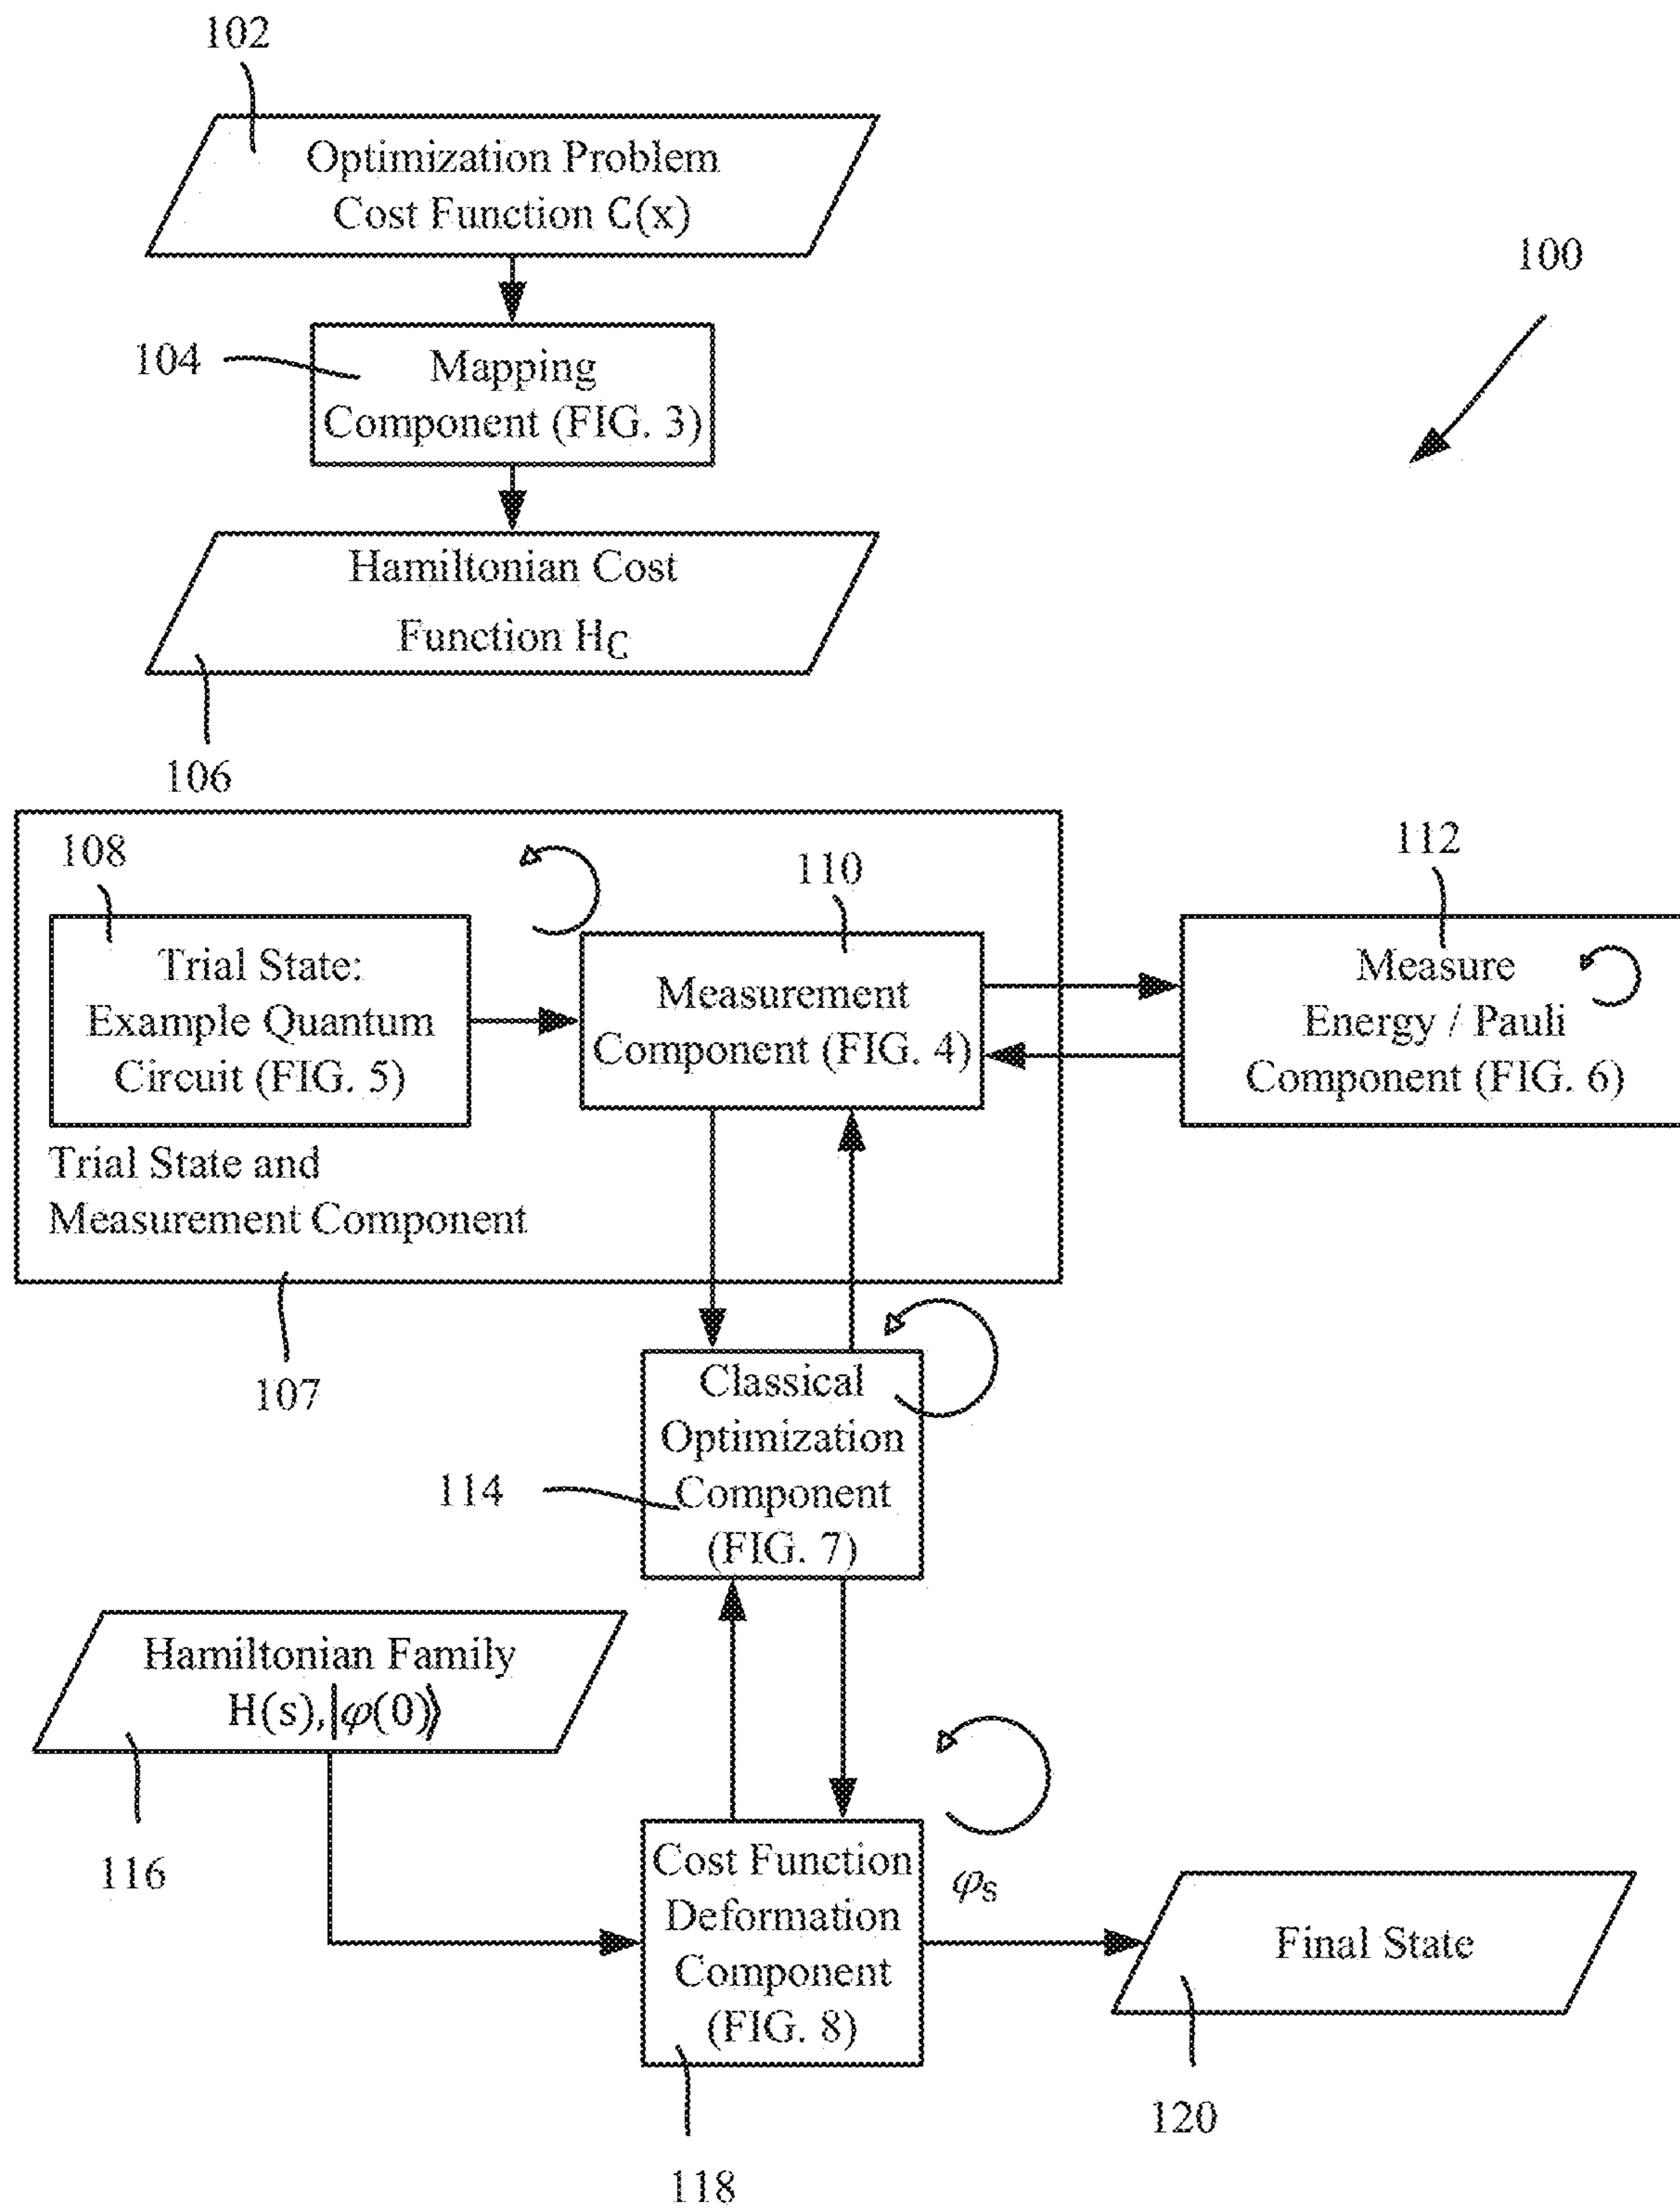 102
Optimization Problem
Cost Function C(x)
100
104
Mapping
Component (FIG. 3)
Hamiltonian Cost
Function HC
106
108
110
112
Trial State:
Example Quantum
Circuit (FIG. 5)
Measurement
Component (FIG. 4)
Measure
Energy / Pauli
Component (FIG. 6)
Trial State and
Measurement Component
107
Classical
Optimization
Component
(FIG. 7)
114
Hamiltonian Family
H(s),|φ(0)⟩
116
Cost Function
Deformation
Component
(FIG. 8)
φs
Final State
120
118